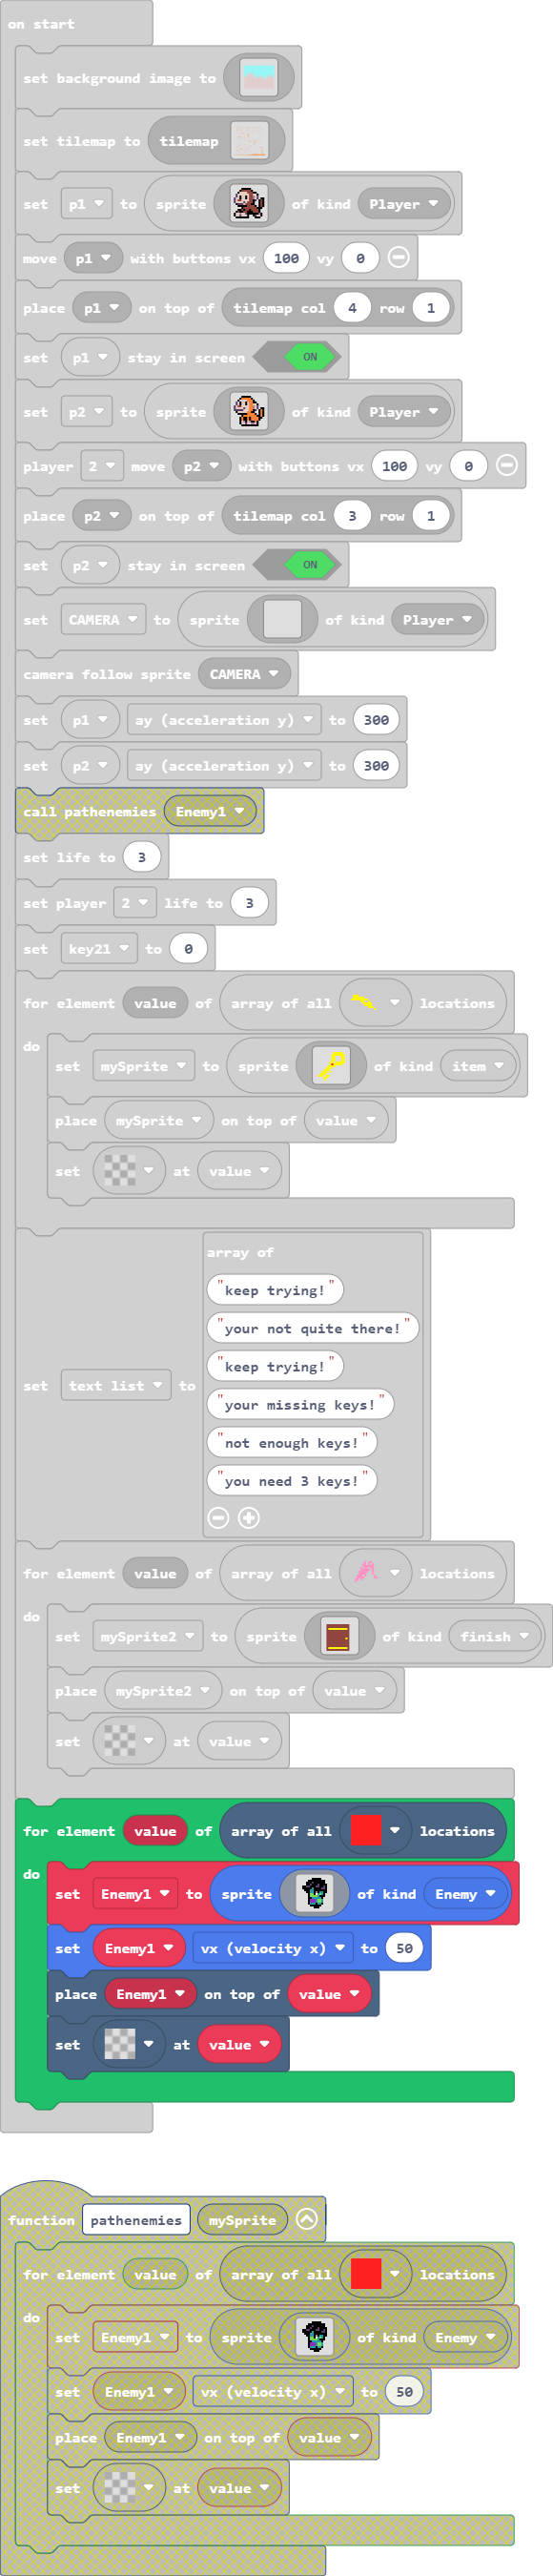 on start
set background image to
set tilemap to tilemap
set p1 to sprite of kind Player
move p1 with buttons vx 100 vy 0
place p1 on top of tilemap col 4 row 1
set p1 stay in screen ON
set p2 to sprite of kind Player
player 2 move p2 with buttons vx 100 vy 0
place p2 on top of tilemap col 3 row 1
set p2 stay in screen ON
set CAMERA to sprite of kind Player
camera follow sprite CAMERA
set p1 ay (acceleration y) to 300
set p2 ay (acceleration y) to 300
call pathenemies Enemy1
set life to 3
set player 2 life to 3
set key21 to 0
for element value of array of all locations
do
set mySprite to sprite of kind item
place mySprite on top of value
set at value
array of
"keep trying!"
"your not quite there!"
"keep trying!"
set text list to
"your missing keys!"
"not enough keys!"
"you need 3 keys!"
for element value of array of all locations
do
set mySprite2 to sprite of kind finish
place mySprite2 on top of value
set at value
for element value of array of all locations
do
set Enemy1 to sprite of kind Enemy
set Enemy1 vx (velocity x) to 50
place Enemy1 on top of value
set at value
function pathenemies mySprite
for element value of array of all locations
do
set Enemy1 to sprite of kind Enemy
set Enemy1 vx (velocity x) to 50
place Enemy1 on top of value
set at value